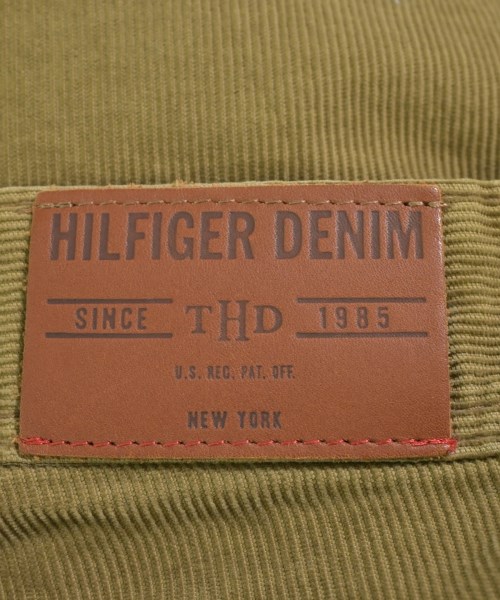 HILFIGER DENIM
SINCE THD 1985
U.S. REG. PAT. OFF.
NEW YORK